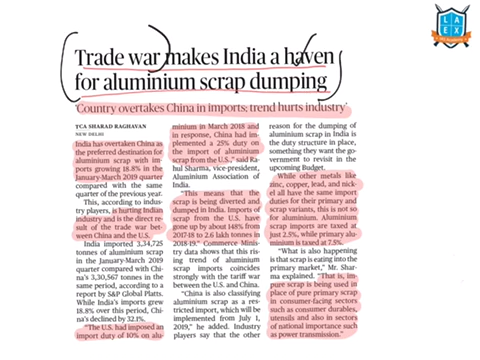 LAEX
Trade war makes India a haven
for aluminium scrap dumping
'Country overtakes China in imports; trend hurts industry'
TCA SHARAD RAGHAVAN
NEW DELHI
India has overtaken China as
the preferred destination for
aluminium scrap with im-
ports growing 18.8% in the
January-March 2019 quarter
compared with the same
quarter of the previous year.
This, according to indus-
try players, is hurting Indian
industry and is the direct re-
sult of the trade war bet-
ween China and the U.S.
India imported 3,34,725
tonnes of aluminium scrap
in the January-March 2019
quarter compared with Chi-
na's 3,30,567 tonnes in the
same period, according to a
report by S&P Global Platts.
While India's imports grew
18.8% over this period, Chi-
na's declined by 32.1%.
"The U.S. had imposed an
import duty of 10% on alu-
minium in March 2018 and
in response, China had im-
plemented a 25% duty on
the import of aluminium
scrap from the U.S.," said Ra-
hul Sharma, vice-president,
Aluminium Association of
India.
"This means that the
scrap is being diverted and
dumped in India. Imports of
scrap from the U.S. have
gone up by about 148% from
2017-18 to 2.6 lakh tonnes in
2018-19." Commerce Minis-
try data shows that this ris-
ing trend of aluminium
scrap imports coincides
strongly with the tariff war
between the U.S. and China.
"China is also classifying
aluminium scrap as a res-
tricted import, which will be
implemented from July 1,
2019," he added. Industry
players say that the other
reason for the dumping of
aluminium scrap in India is
the duty structure in place,
something they want the go-
vernment to revisit in the
upcoming Budget.
While other metals like
zinc, copper, lead, and nick-
el all have the same import
duties for their primary and
scrap variants, this is not so
for aluminium. Aluminium
scrap imports are taxed at
just 2.5%, while primary alu-
minium is taxed at 7.5%.
"What is also happening
is that scrap is eating into the
primary market," Mr. Shar-
ma explained. "That is, im-
pure scrap is being used in
place of pure primary scrap
in consumer-facing sectors
such as consumer durables,
utensils and also in sectors
of national importance such
as power transmission."